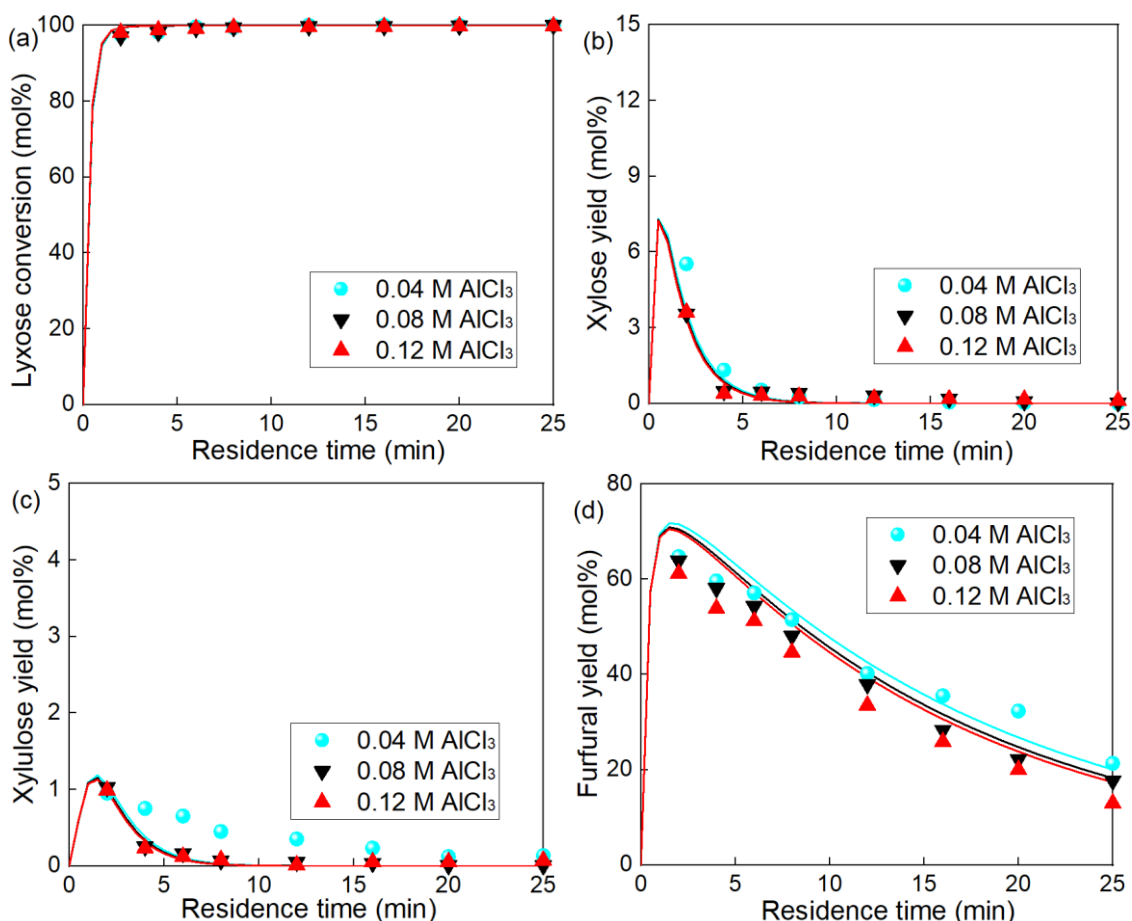 (a)
Lyxose conversion (mol%)
100
80
60
40
20
0
0.04 M AlCl₃
0.08 M AlCl₃
0.12 M AlCl₃
0 5 10 15 20 25
Residence time (min)
(b)
Xylose yield (mol%)
15
12
9
6
3
0
0.04 M AlCl₃
0.08 M AlCl₃
0.12 M AlCl₃
0 5 10 15 20 25
Residence time (min)
(c)
Xylulose yield (mol%)
5
4
3
2
1
0
0.04 M AlCl₃
0.08 M AlCl₃
0.12 M AlCl₃
0 5 10 15 20 25
Residence time (min)
(d)
Furfural yield (mol%)
80
60
40
20
0
0.04 M AlCl₃
0.08 M AlCl₃
0.12 M AlCl₃
0 5 10 15 20 25
Residence time (min)